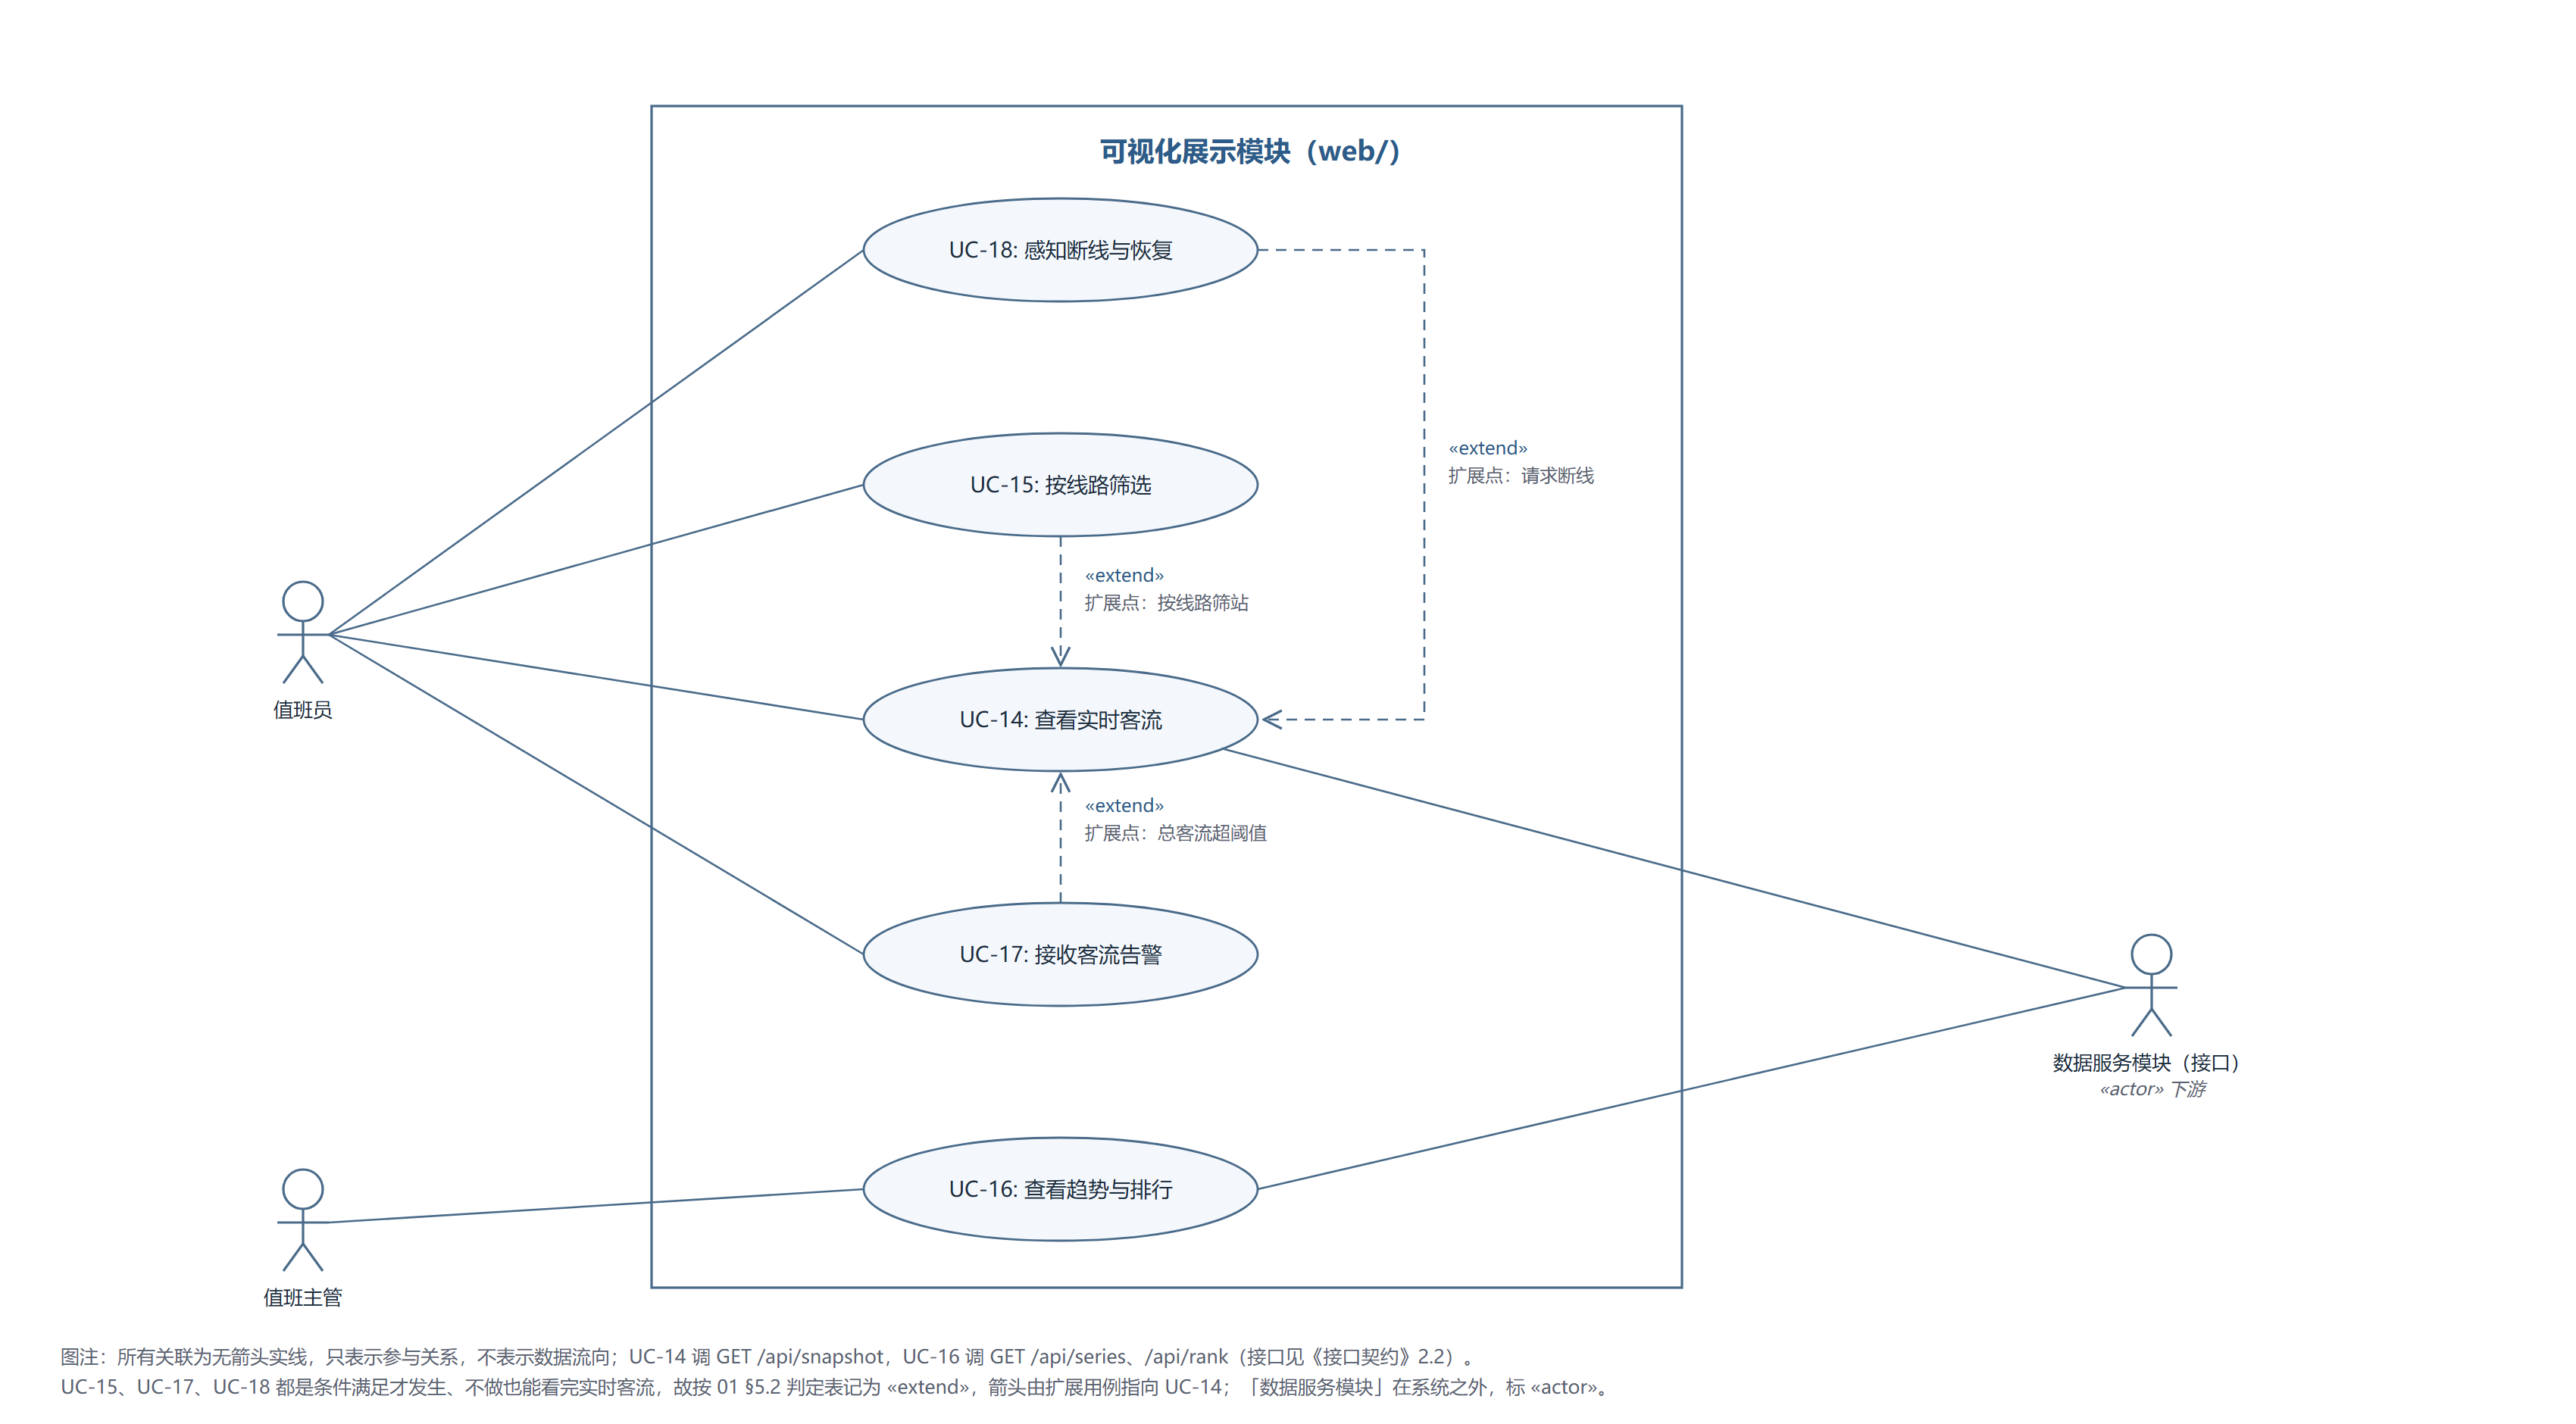 可视化展示模块（web/）
UC-18: 感知断线与恢复
«extend»
扩展点：请求断线
UC-15: 按线路筛选
«extend»
扩展点：按线路筛站
值班员
UC-14: 查看实时客流
«extend»
扩展点：总客流超阈值
UC-17: 接收客流告警
数据服务模块（接口）
«actor» 下游
UC-16: 查看趋势与排行
值班主管
图注：所有关联为无箭头实线，只表示参与关系，不表示数据流向；UC-14 调 GET /api/snapshot，UC-16 调 GET /api/series、/api/rank（接口见《接口契约》2.2）。
UC-15、UC-17、UC-18 都是条件满足才发生、不做也能看完实时客流，故按 01 §5.2 判定表记为 «extend»，箭头由扩展用例指向 UC-14；「数据服务模块」在系统之外，标 «actor»。